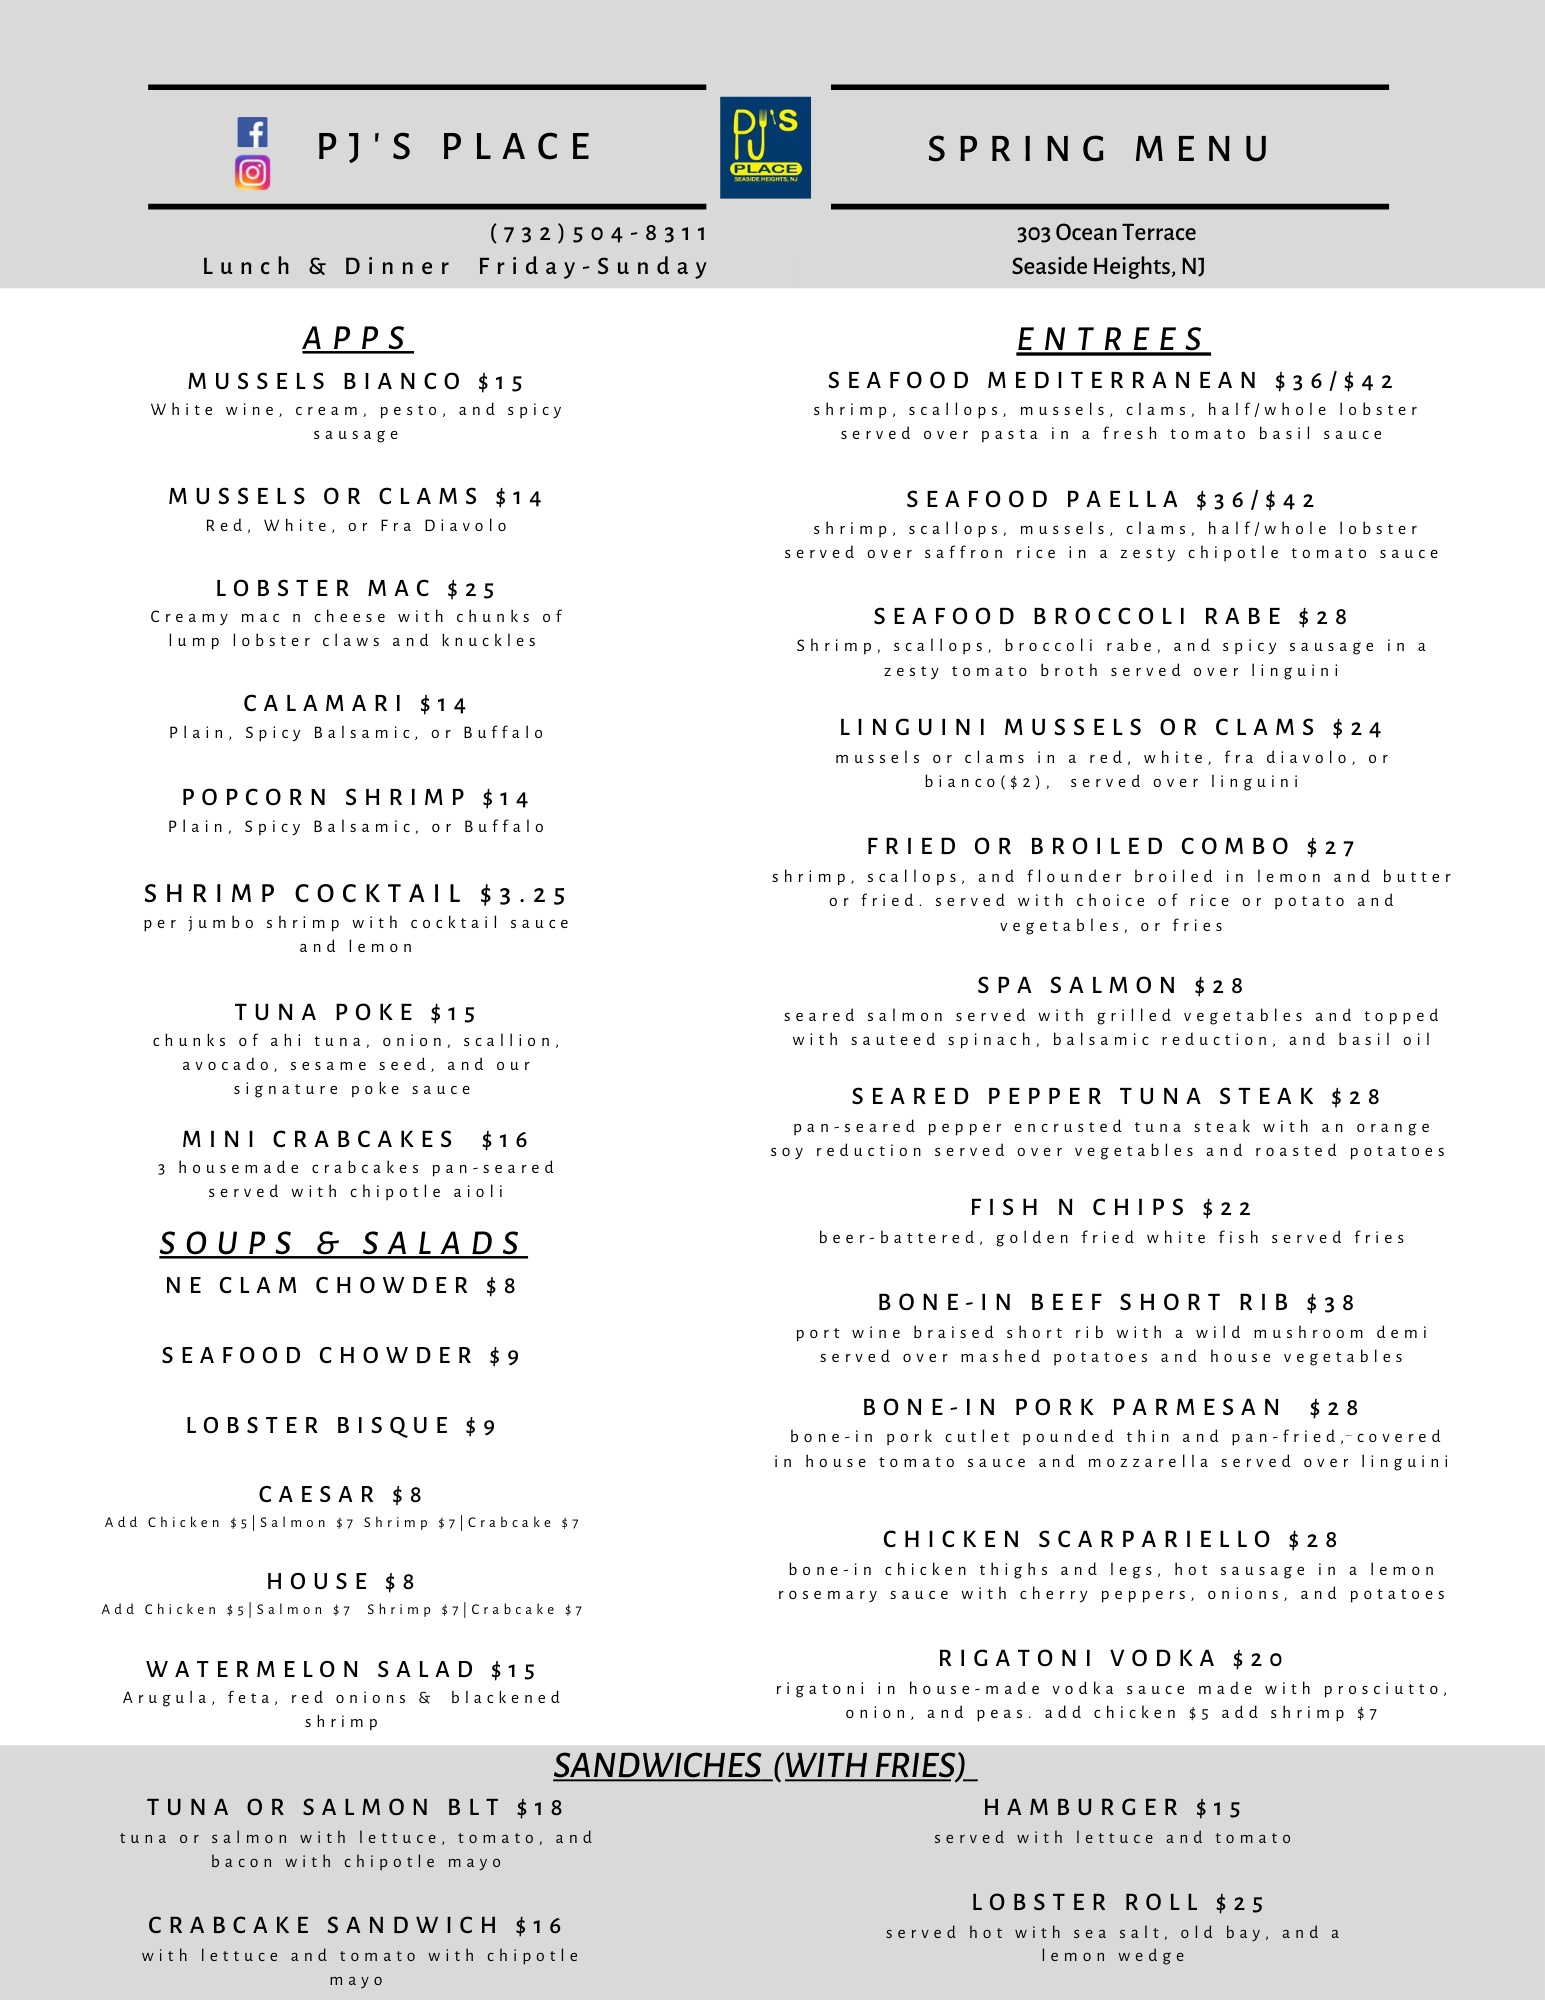 PJ'S PLACE
PJ'S
PLACE
SEASIDE HEIGHTS, NJ
SPRING MENU
(732)504-8311
Lunch & Dinner Friday-Sunday
303 Ocean Terrace
Seaside Heights, NJ
APPS
MUSSELS BIANCO $15
White wine, cream, pesto, and spicy
sausage
MUSSELS OR CLAMS $14
Red, White, or Fra Diavolo
LOBSTER MAC $25
Creamy mac n cheese with chunks of
lump lobster claws and knuckles
CALAMARI $14
Plain, Spicy Balsamic, or Buffalo
POPCORN SHRIMP $14
Plain, Spicy Balsamic, or Buffalo
SHRIMP COCKTAIL $3.25
per jumbo shrimp with cocktail sauce
and lemon
TUNA POKE $15
chunks of ahi tuna, onion, scallion,
avocado, sesame seed, and our
signature poke sauce
MINI CRABCAKES $16
3 housemade crabcakes pan-seared
served with chipotle aioli
SOUPS & SALADS
NE CLAM CHOWDER $8
SEAFOOD CHOWDER $9
LOBSTER BISQUE $9
CAESAR $8
Add Chicken $5|Salmon $7 Shrimp $7|Crabcake $7
HOUSE $8
Add Chicken $5|Salmon $7 Shrimp $7|Crabcake $7
WATERMELON SALAD $15
Arugula, feta, red onions & blackened
shrimp
ENTREES
SEAFOOD MEDITERRANEAN $36/$42
shrimp, scallops, mussels, clams, half/whole lobster
served over pasta in a fresh tomato basil sauce
SEAFOOD PAELLA $36/$42
shrimp, scallops, mussels, clams, half/whole lobster
served over saffron rice in a zesty chipotle tomato sauce
SEAFOOD BROCCOLI RABE $28
Shrimp, scallops, broccoli rabe, and spicy sausage in a
zesty tomato broth served over linguini
LINGUINI MUSSELS OR CLAMS $24
mussels or clams in a red, white, fra diavolo, or
bianco($2), served over linguini
FRIED OR BROILED COMBO $27
shrimp, scallops, and flounder broiled in lemon and butter
or fried. served with choice of rice or potato and
vegetables, or fries
SPA SALMON $28
seared salmon served with grilled vegetables and topped
with sauteed spinach, balsamic reduction, and basil oil
SEARED PEPPER TUNA STEAK $28
pan-seared pepper encrusted tuna steak with an orange
soy reduction served over vegetables and roasted potatoes
FISH N CHIPS $22
beer-battered, golden fried white fish served fries
BONE-IN BEEF SHORT RIB $38
port wine braised short rib with a wild mushroom demi
served over mashed potatoes and house vegetables
BONE-IN PORK PARMESAN $28
bone-in pork cutlet pounded thin and pan-fried, covered
in house tomato sauce and mozzarella served over linguini
CHICKEN SCARPARIELLO $28
bone-in chicken thighs and legs, hot sausage in a lemon
rosemary sauce with cherry peppers, onions, and potatoes
RIGATONI VODKA $20
rigatoni in house-made vodka sauce made with prosciutto,
onion, and peas. add chicken $5 add shrimp $7
SANDWICHES (WITH FRIES)
TUNA OR SALMON BLT $18
tuna or salmon with lettuce, tomato, and
bacon with chipotle mayo
CRABCAKE SANDWICH $16
with lettuce and tomato with chipotle
mayo
HAMBURGER $15
served with lettuce and tomato
LOBSTER ROLL $25
served hot with sea salt, old bay, and a
lemon wedge